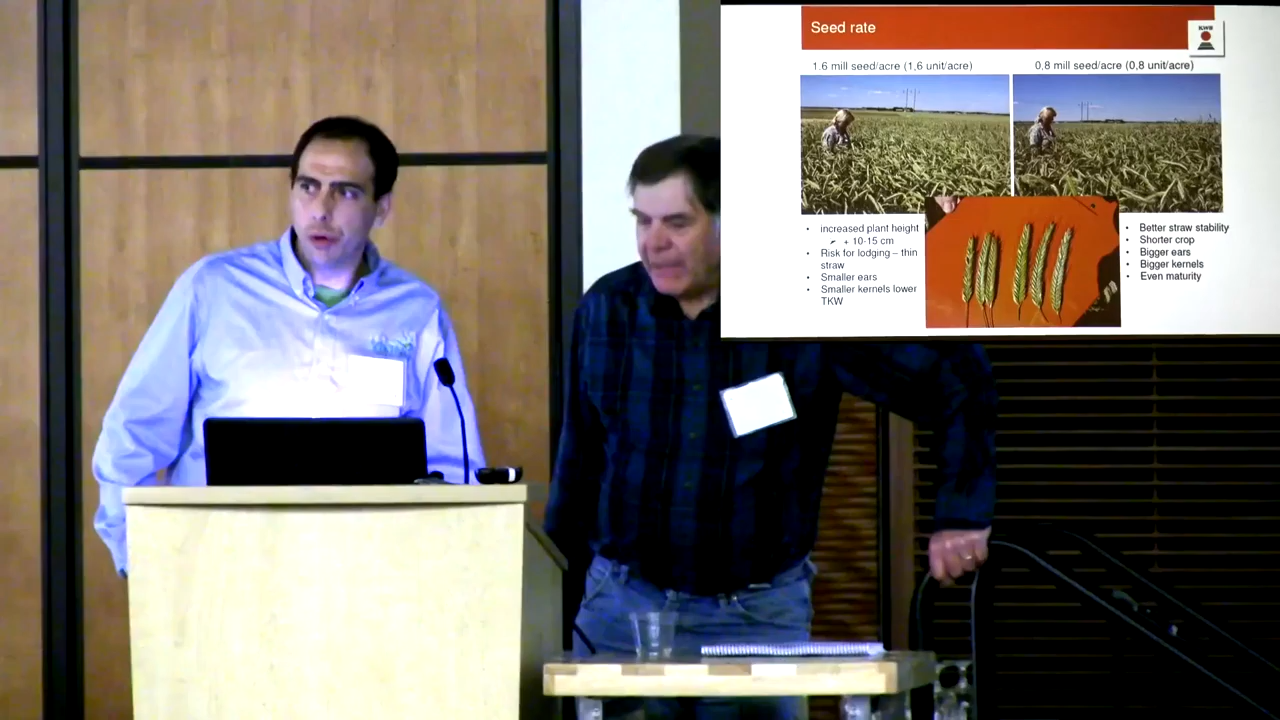 Seed rate
KWS
1.6 mill seed/acre (1,6 unit/acre)
0,8 mill seed/acre (0,8 unit/acre)
• increased plant height
+ 10-15 cm
• Risk for lodging – thin
straw
• Smaller ears
• Smaller kernels lower
TKW
• Better straw stability
• Shorter crop
• Bigger ears
• Bigger kernels
• Even maturity